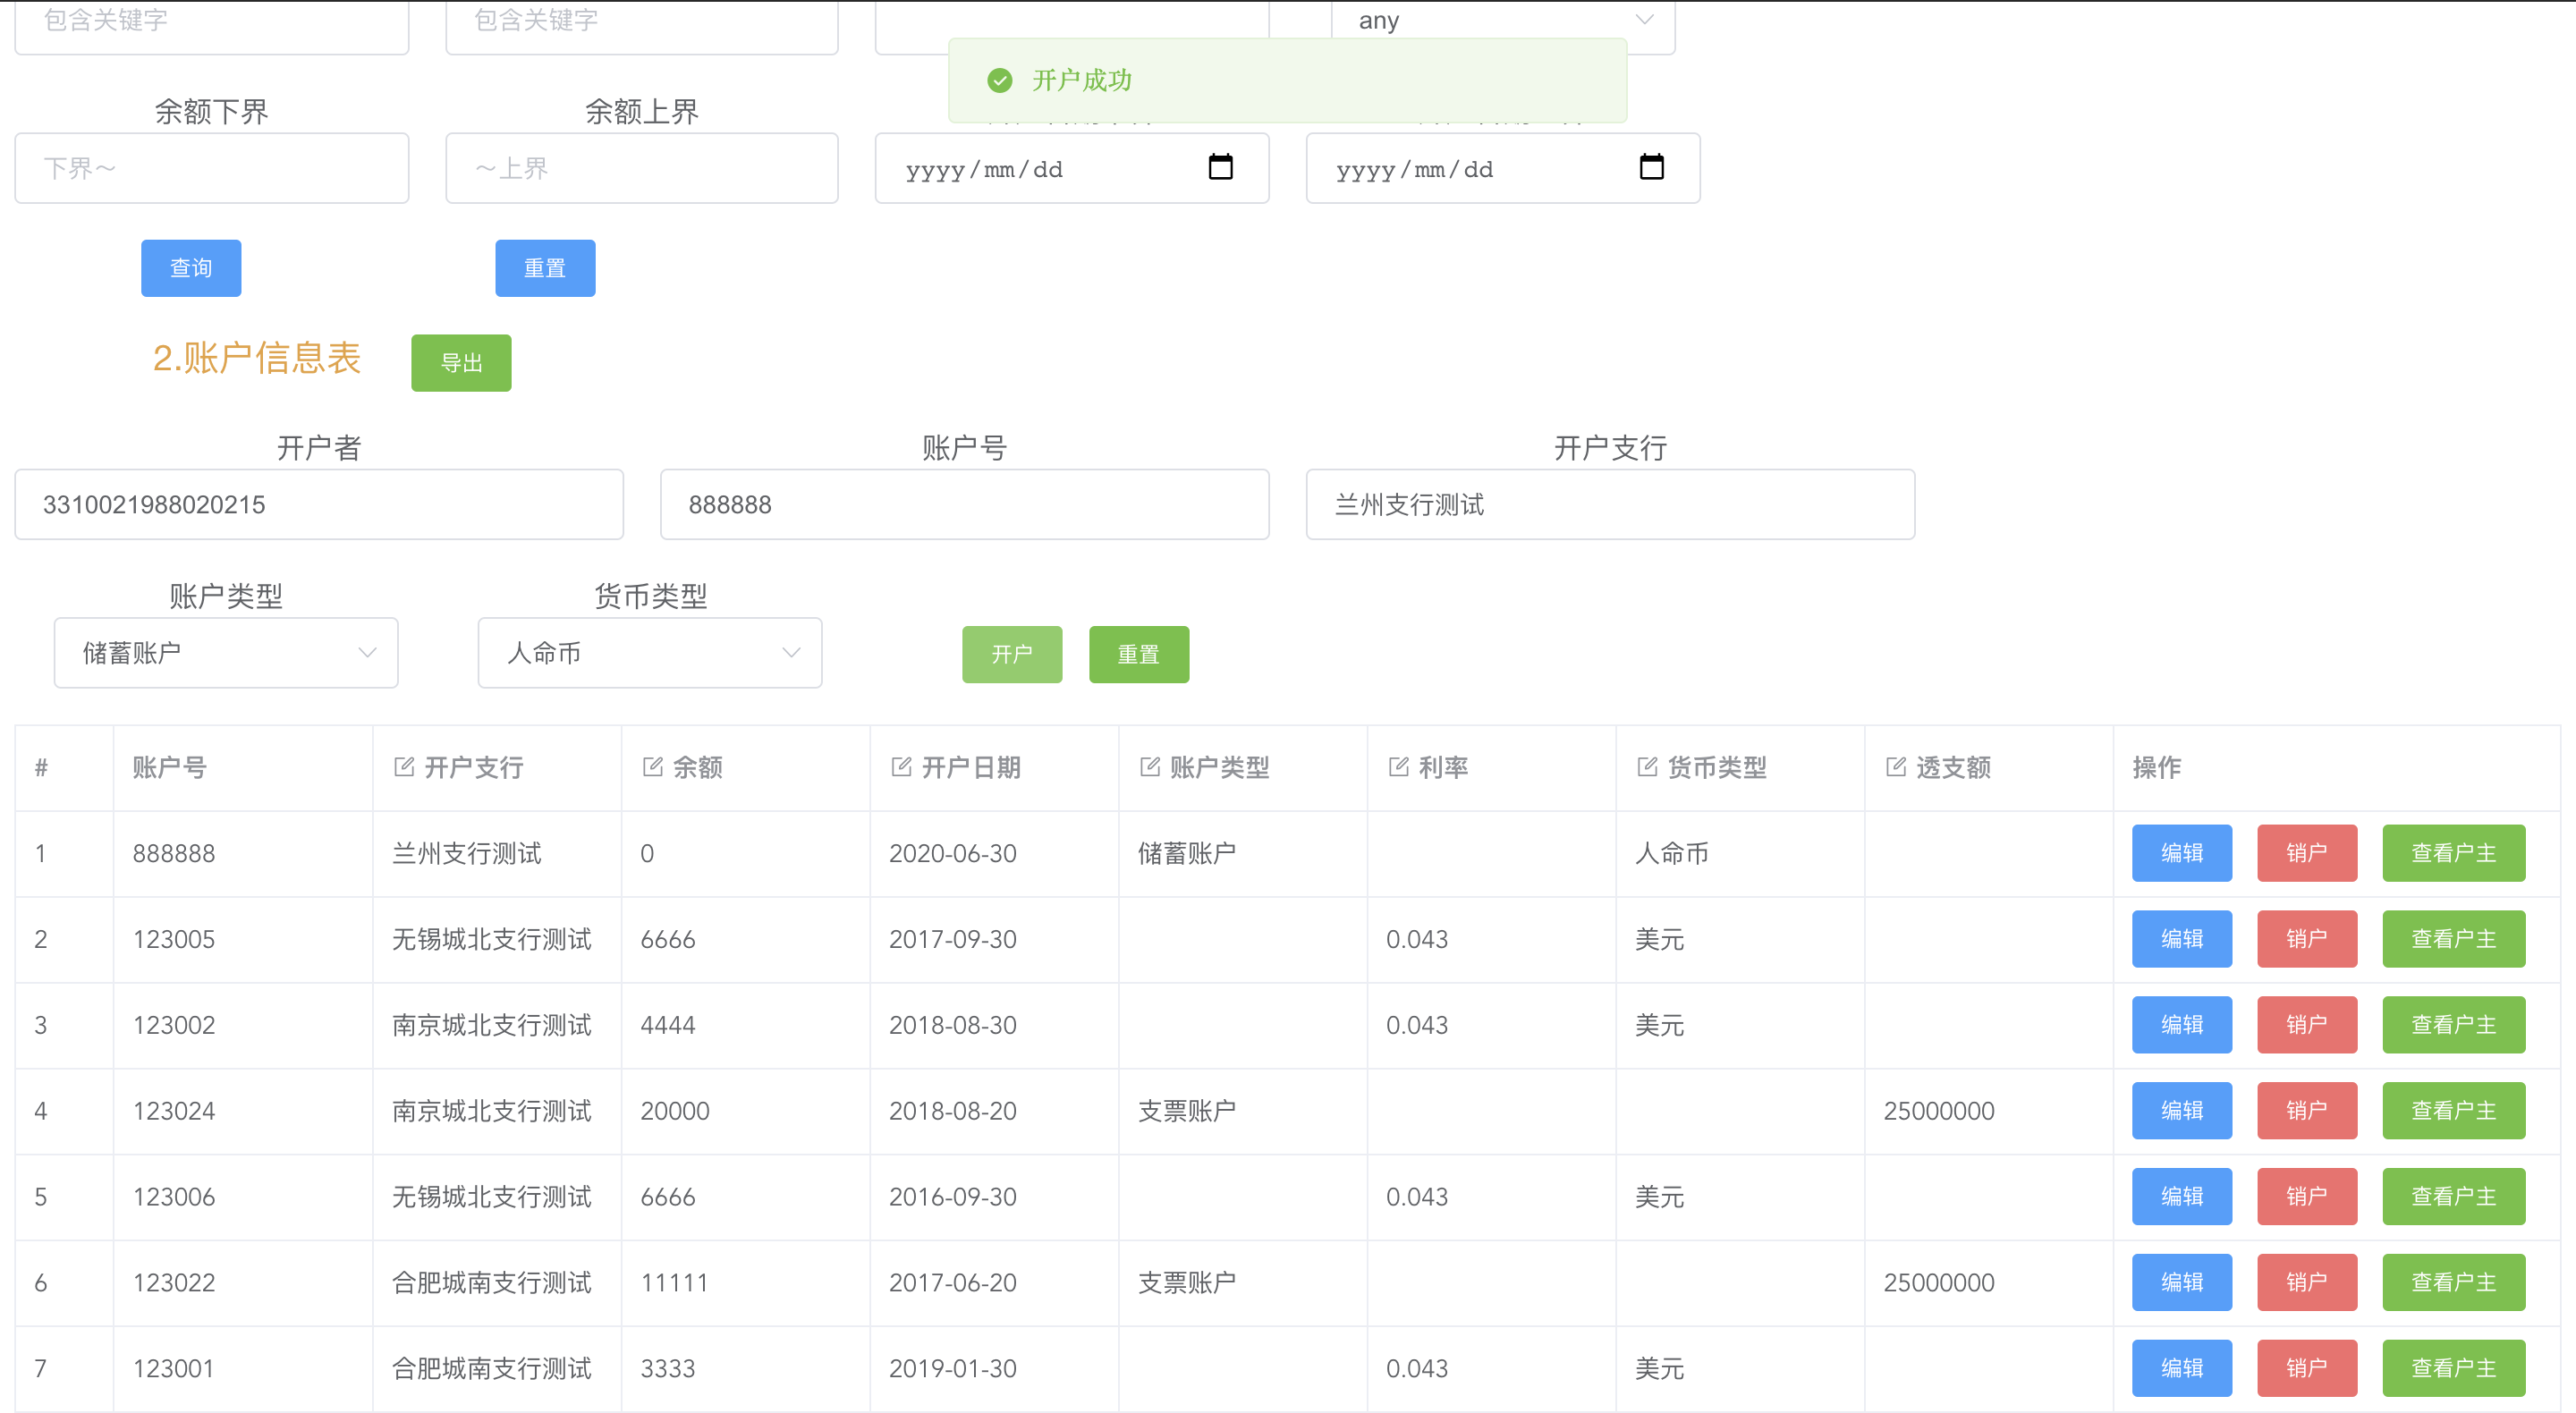 包含关键字 包含关键字 any
开户成功
余额下界 余额上界
下界～ ～上界 yyyy/mm/dd yyyy/mm/dd
查询 重置
2.账户信息表 导出
开户者 账户号 开户支行
3310021988020215 888888 兰州支行测试
账户类型 货币类型
储蓄账户 人命币 开户 重置
# 账户号 开户支行 余额 开户日期 账户类型 利率 货币类型 透支额 操作
1 888888 兰州支行测试 0 2020-06-30 储蓄账户 人命币 编辑 销户 查看户主
2 123005 无锡城北支行测试 6666 2017-09-30 0.043 美元 编辑 销户 查看户主
3 123002 南京城北支行测试 4444 2018-08-30 0.043 美元 编辑 销户 查看户主
4 123024 南京城北支行测试 20000 2018-08-20 支票账户 25000000 编辑 销户 查看户主
5 123006 无锡城北支行测试 6666 2016-09-30 0.043 美元 编辑 销户 查看户主
6 123022 合肥城南支行测试 11111 2017-06-20 支票账户 25000000 编辑 销户 查看户主
7 123001 合肥城南支行测试 3333 2019-01-30 0.043 美元 编辑 销户 查看户主